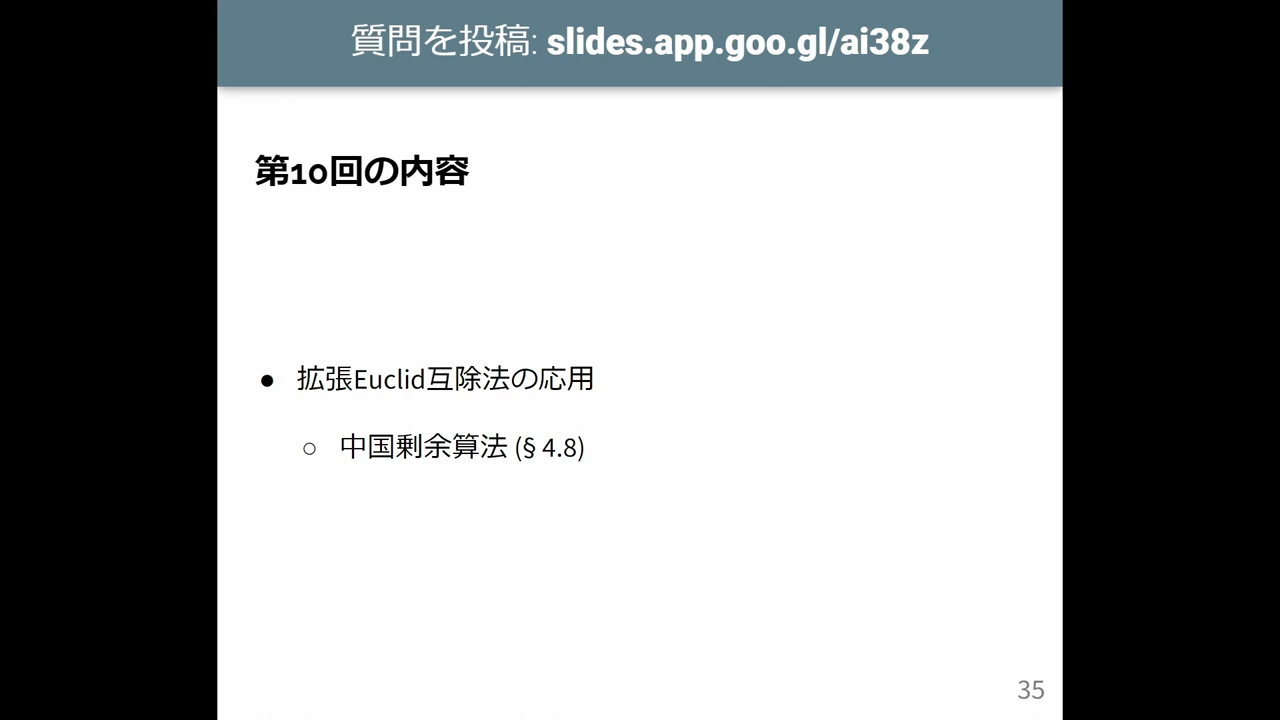 質問を投稿: slides.app.goo.gl/ai38z
第10回の内容
● 拡張Euclid互除法の応用
○ 中国剰余算法 (§ 4.8)
35